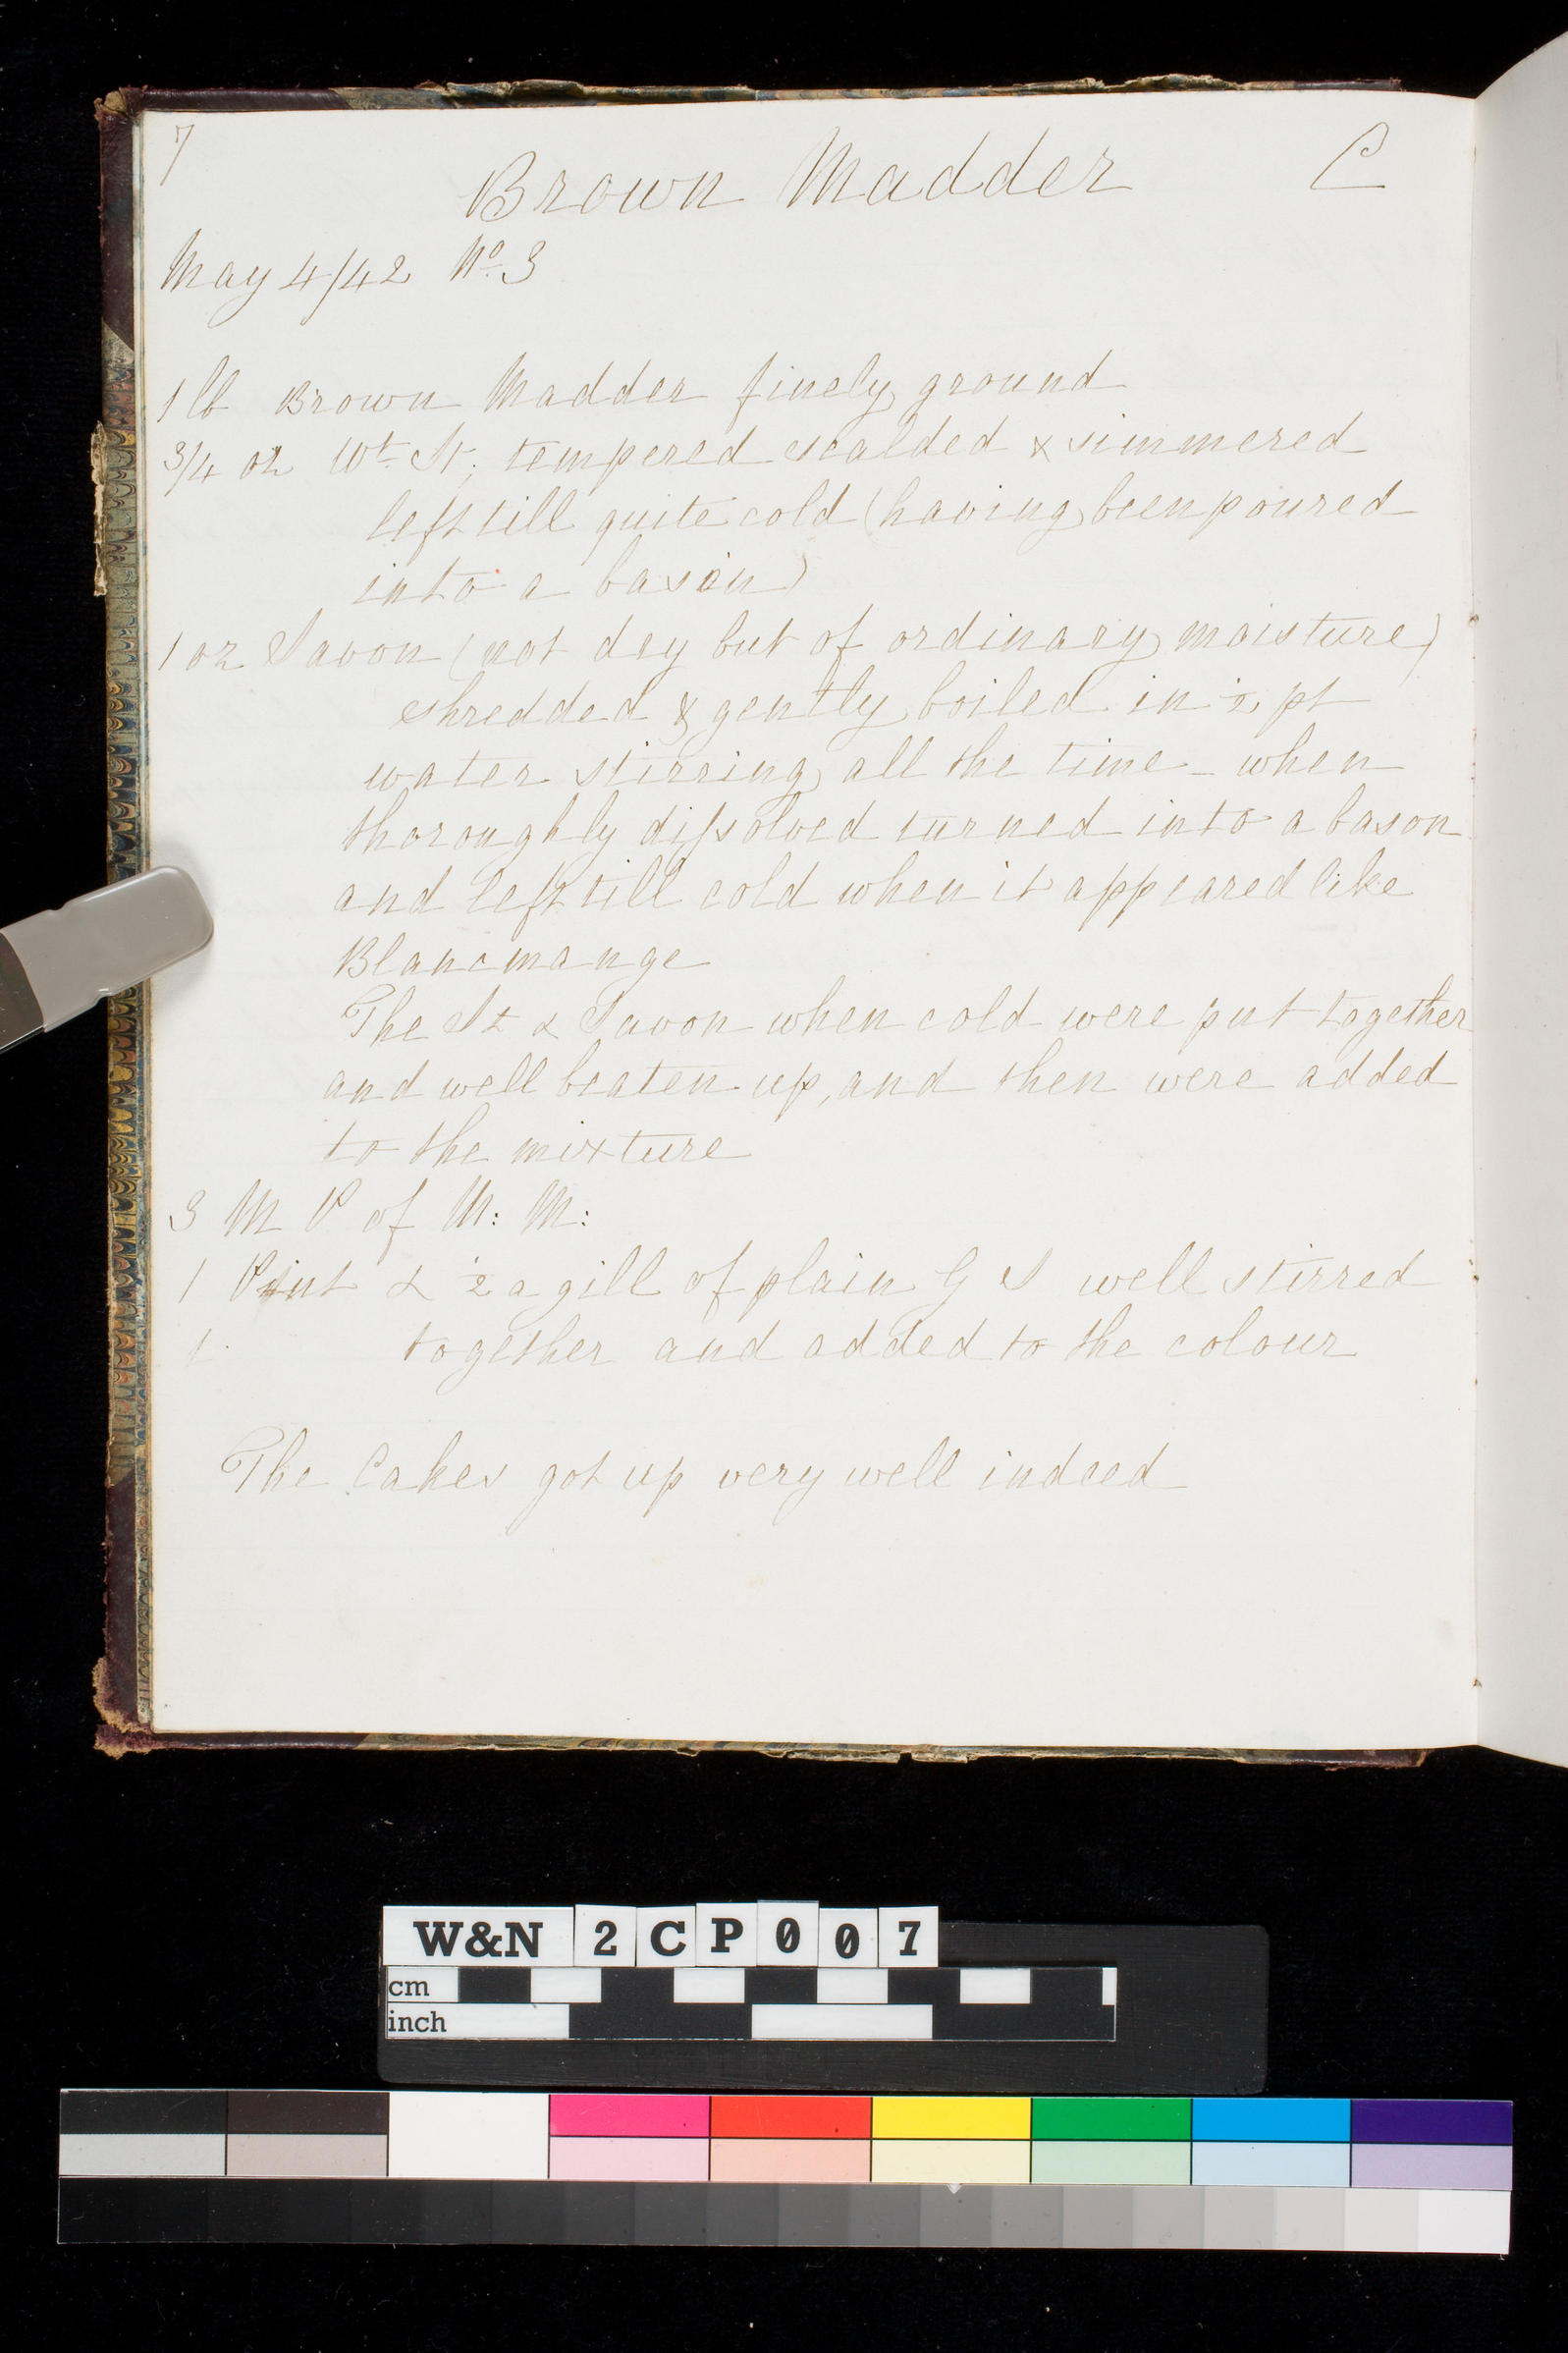 7
Brown Madder C
May 4/42 No. 3
1 lb Brown Madder finely ground
3/4 oz Wt. St; tempered scalded & simmered
left till quite cold (having been poured
into a basin)
1 oz Savon (not dry but of ordinary moisture)
shredded & gently boiled in ½ pt
water stirring all the time - when
thoroughly dissolved turned into a bason
and left till cold when it appeared like
Blancmange
The St & Savon when cold were put together
and well beaten up, and then were added
to the mixture
3 M P of M: M:
1 Pint & ½ a gill of plain G S well stirred
1 together and added to the colour
The Cakes got up very well indeed
W&N 2CP007
cm
inch